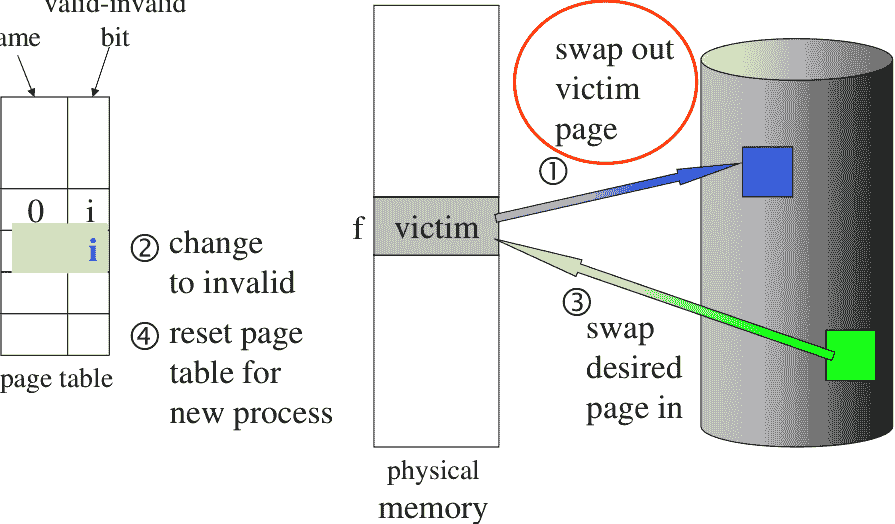 valid-invalid
ame
bit
0
i
i
page table
② change
to invalid
④ reset page
table for
new process
f
victim
physical
memory
swap out
victim
page
①
③
swap
desired
page in